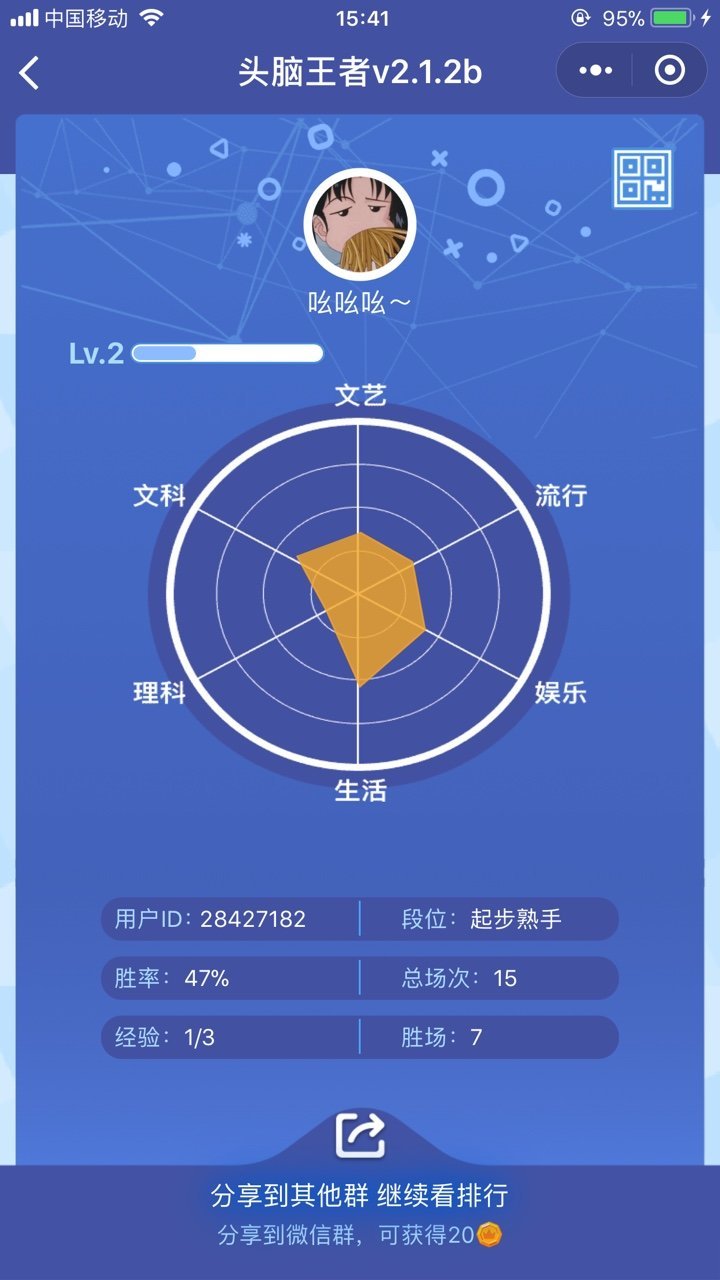 中国移动 15:41 95%
头脑王者v2.1.2b
吆吆吆～
Lv.2
文艺
文科 流行
理科 娱乐
生活
用户ID: 28427182 段位: 起步熟手
胜率: 47% 总场次: 15
经验: 1/3 胜场: 7
分享到其他群 继续看排行
分享到微信群，可获得20